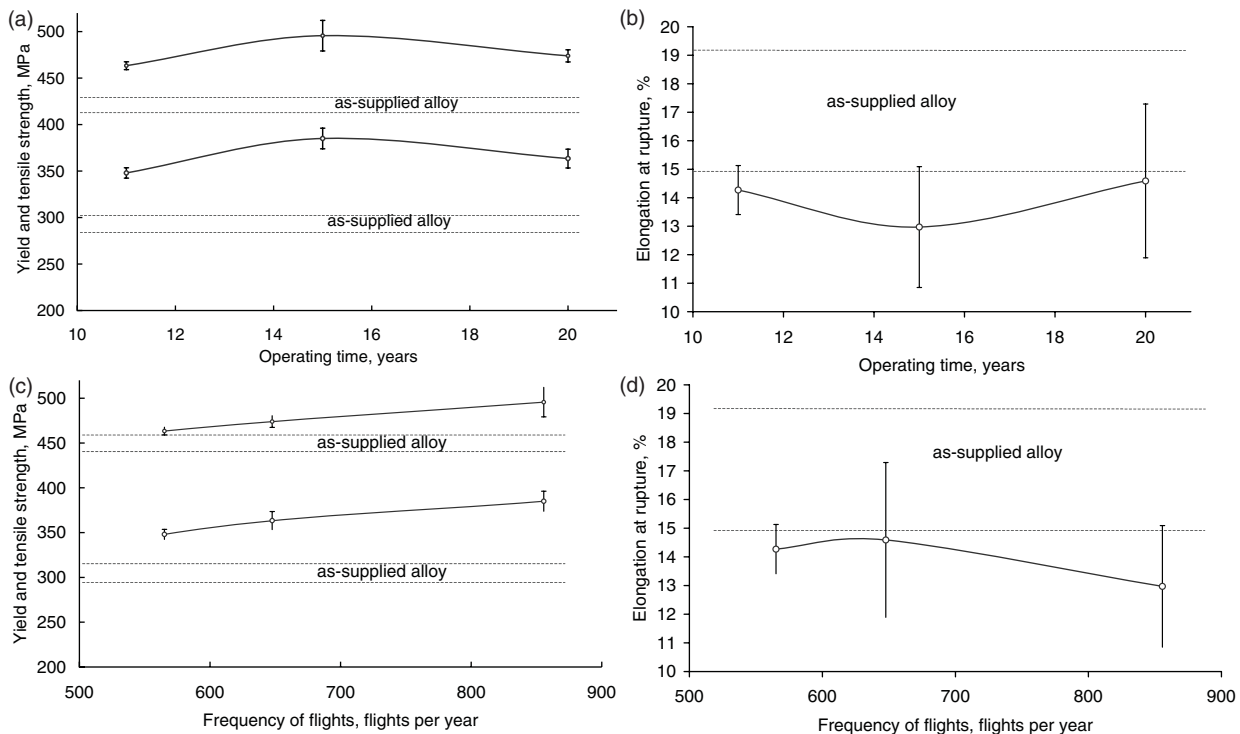 (a)
Yield and tensile strength, MPa
500
450
400
350
300
250
200
as-supplied alloy
as-supplied alloy
10 12 14 16 18 20
Operating time, years
(b)
Elongation at rupture, %
20
19
18
17
16
15
14
13
12
11
10
as-supplied alloy
10 12 14 16 18 20
Operating time, years
(c)
Yield and tensile strength, MPa
500
450
400
350
300
250
200
as-supplied alloy
as-supplied alloy
500 600 700 800 900
Frequency of flights, flights per year
(d)
Elongation at rupture, %
20
19
18
17
16
15
14
13
12
11
10
as-supplied alloy
500 600 700 800 900
Frequency of flights, flights per year